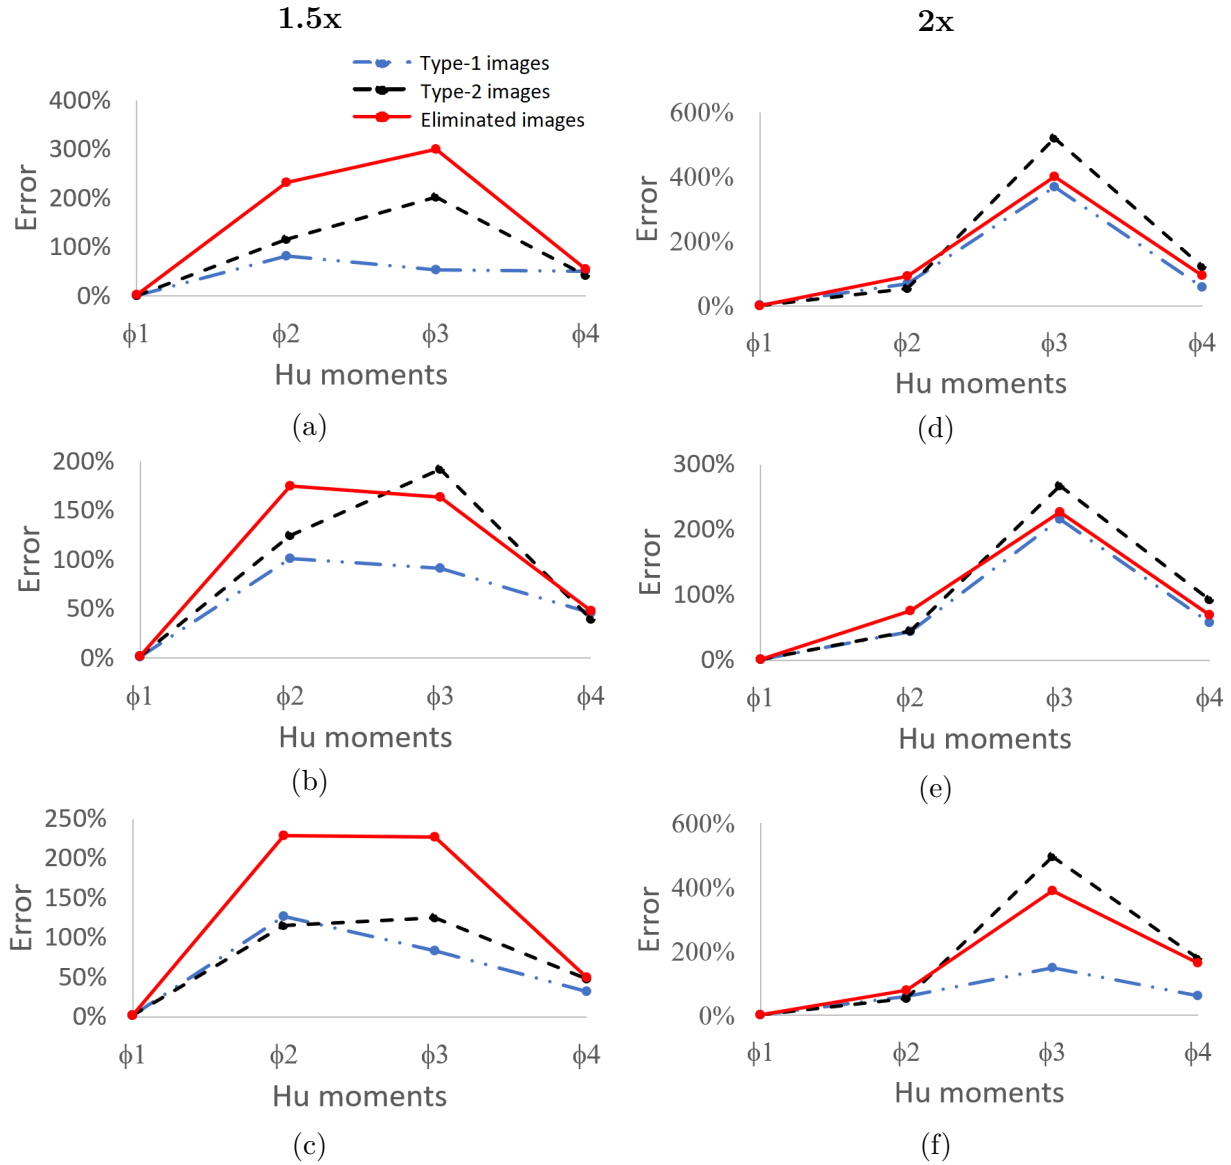 1.5x
2x
Type-1 images
Type-2 images
Eliminated images
400%
300%
200%
100%
0%
Error
ϕ1 ϕ2 ϕ3 ϕ4
Hu moments
(a)
600%
400%
200%
0%
Error
ϕ1 ϕ2 ϕ3 ϕ4
Hu moments
(d)
200%
150%
100%
50%
0%
Error
ϕ1 ϕ2 ϕ3 ϕ4
Hu moments
(b)
300%
200%
100%
0%
Error
ϕ1 ϕ2 ϕ3 ϕ4
Hu moments
(e)
250%
200%
150%
100%
50%
0%
Error
ϕ1 ϕ2 ϕ3 ϕ4
Hu moments
(c)
600%
400%
200%
0%
Error
ϕ1 ϕ2 ϕ3 ϕ4
Hu moments
(f)